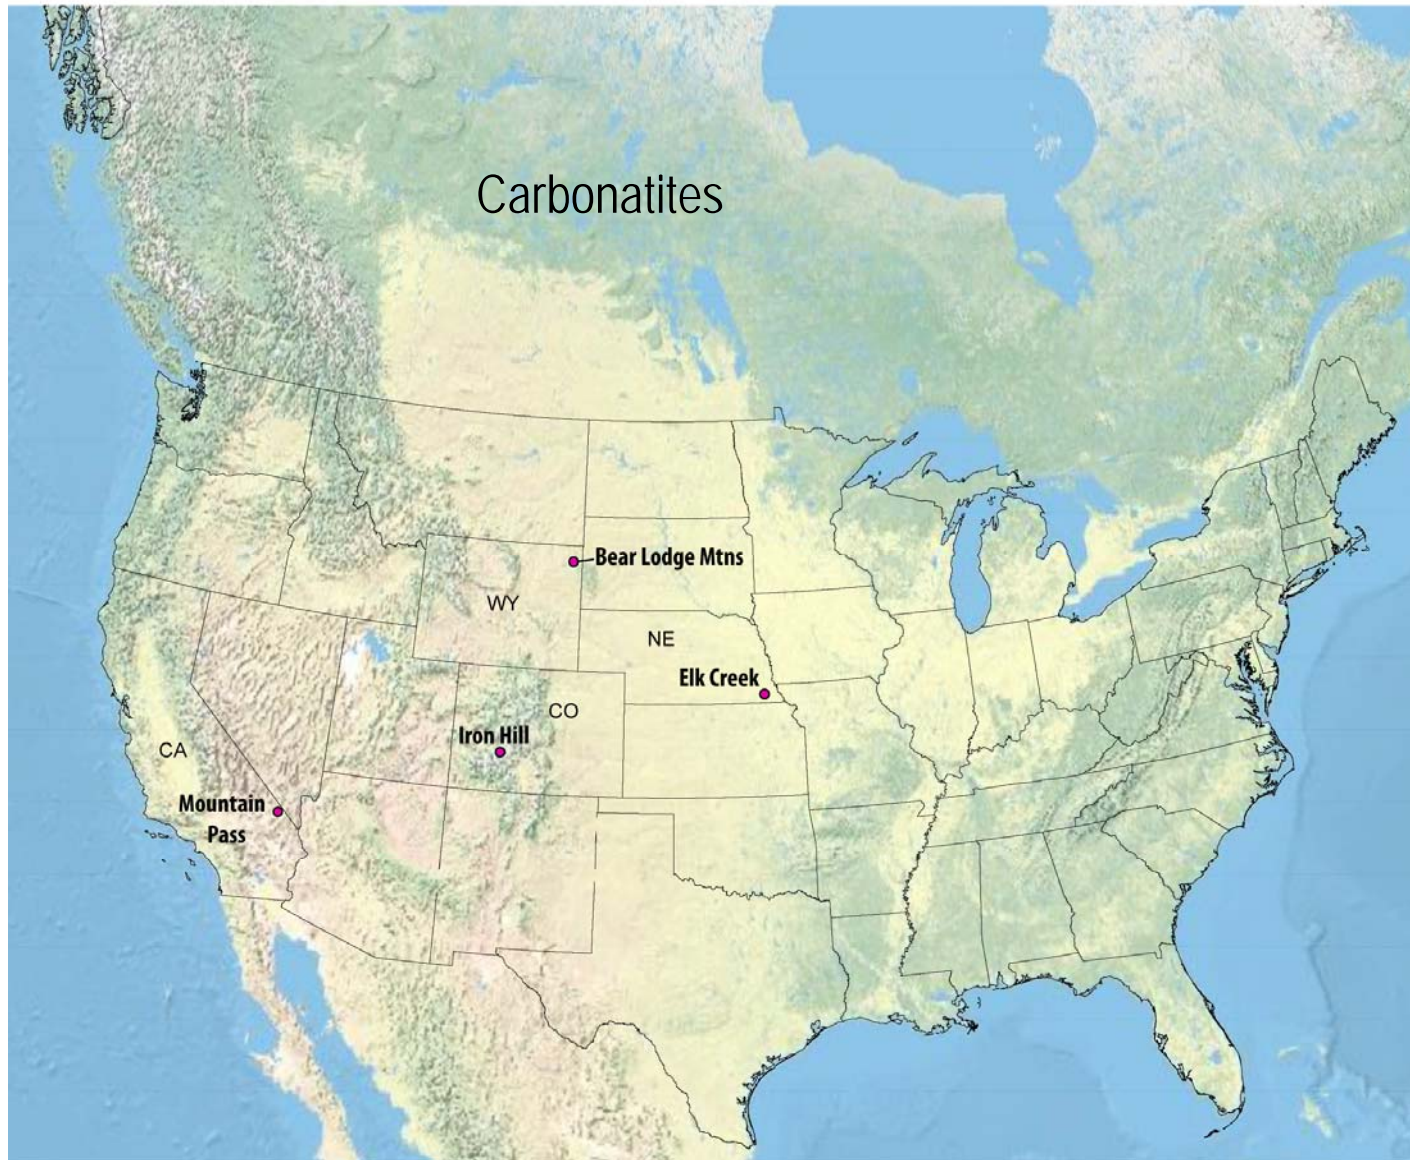 Carbonatites
Bear Lodge Mtns
WY
NE
Elk Creek
CO
Iron Hill
CA
Mountain
Pass